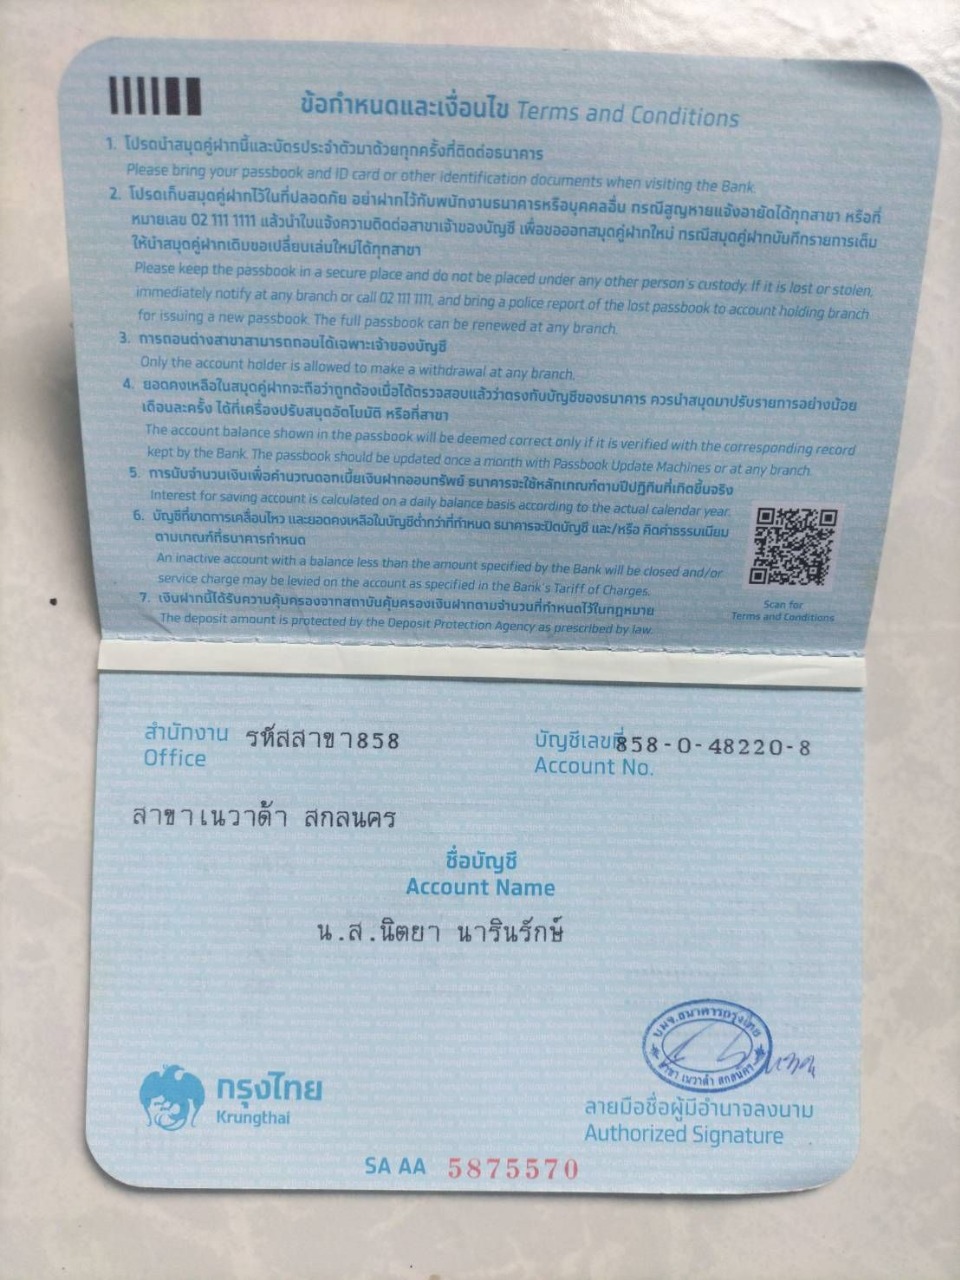 ข้อกำหนดและเงื่อนไข Terms and Conditions
1. โปรดนำสมุดคู่ฝากนี้และบัตรประจำตัวมาด้วยทุกครั้งที่ติดต่อธนาคาร
Please bring your passbook and ID card or other identification documents when visiting the Bank.
2. โปรดเก็บสมุดคู่ฝากไว้ในที่ปลอดภัย อย่าฝากไว้กับพนักงานธนาคารหรือบุคคลอื่น กรณีสูญหายแจ้งอายัดได้ทุกสาขา หรือที่
หมายเลข 02 111 1111 แล้วนำใบแจ้งความติดต่อสาขาเจ้าของบัญชี เพื่อขอออกสมุดคู่ฝากใหม่ กรณีสมุดคู่ฝากบันทึกรายการเต็ม
ให้นำสมุดคู่ฝากเดิมขอเปลี่ยนเล่มใหม่ได้ทุกสาขา
Please keep the passbook in a secure place and do not be placed under any other person's custody. If it is lost or stolen,
immediately notify at any branch or call 02 111 1111, and bring a police report of the lost passbook to account holding branch
for issuing a new passbook. The full passbook can be renewed at any branch.
3. การถอนต่างสาขาสามารถถอนได้เฉพาะเจ้าของบัญชี
Only the account holder is allowed to make a withdrawal at any branch.
4. ยอดคงเหลือในสมุดคู่ฝากจะถือว่าถูกต้องเมื่อได้ตรวจสอบแล้วว่าตรงกับบัญชีของธนาคาร ควรนำสมุดมาปรับรายการอย่างน้อย
เดือนละครั้ง ได้ที่เครื่องปรับสมุดอัตโนมัติ หรือที่สาขา
The account balance shown in the passbook will be deemed correct only if it is verified with the corresponding record
kept by the Bank. The passbook should be updated once a month with Passbook Update Machines or at any branch.
5. การนับจำนวนเงินเพื่อคำนวณดอกเบี้ยเงินฝากออมทรัพย์ ธนาคารจะใช้หลักเกณฑ์ตามปีปฏิทินที่เกิดขึ้นจริง
Interest for saving account is calculated on a daily balance basis according to the actual calendar year.
6. บัญชีที่ขาดการเคลื่อนไหว และยอดคงเหลือในบัญชีต่ำกว่าที่กำหนด ธนาคารจะปิดบัญชี และ/หรือ คิดค่าธรรมเนียม
ตามเกณฑ์ที่ธนาคารกำหนด
An inactive account with a balance less than the amount specified by the Bank will be closed and/or
service charge may be levied on the account as specified in the Bank's Tariff of Charges.
7. เงินฝากนี้ได้รับความคุ้มครองจากสถาบันคุ้มครองเงินฝากตามจำนวนที่กำหนดไว้ในกฎหมาย
The deposit amount is protected by the Deposit Protection Agency as prescribed by law.
Scan for
Terms and Conditions
สำนักงาน รหัสสาขา858
Office
บัญชีเลขที่ 858-0-48220-8
Account No.
สาขาเนวาด้า สกลนคร
ชื่อบัญชี
Account Name
น.ส.นิตยา นารินรักษ์
บมจ.ธนาคารกรุงไทย
สาขา เนวาด้า สกลนคร
กรุงไทย
Krungthai
ลายมือชื่อผู้มีอำนาจลงนาม
Authorized Signature
SA AA 5875570